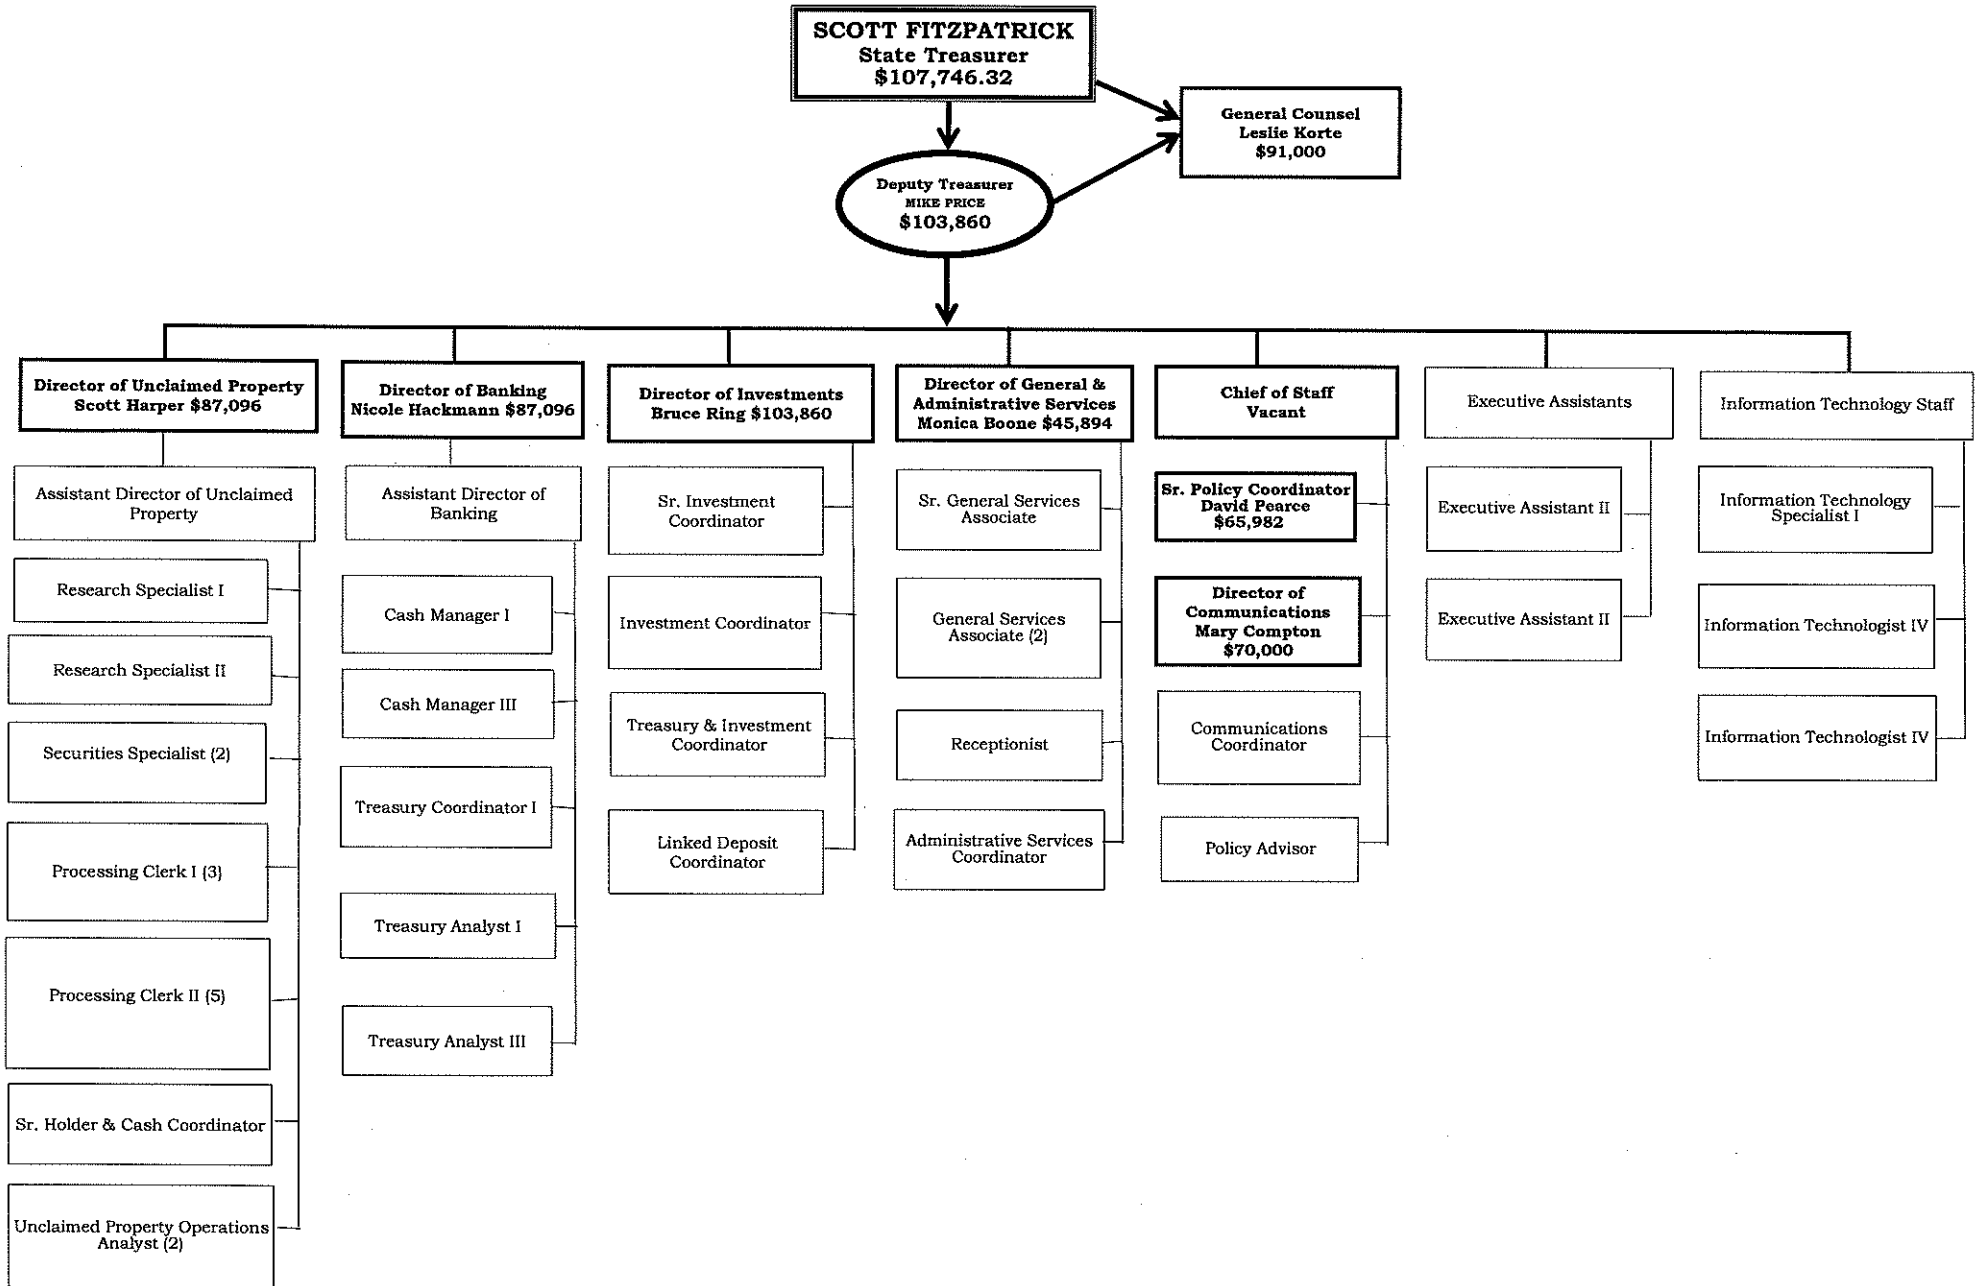 SCOTT FITZPATRICK
State Treasurer
$107,746.32
General Counsel
Leslie Korte
$91,000
Deputy Treasurer
MIKE PRICE
$103,860
Director of Unclaimed Property
Scott Harper $87,096
Director of Banking
Nicole Hackmann $87,096
Director of Investments
Bruce Ring $103,860
Director of General &
Administrative Services
Monica Boone $45,894
Chief of Staff
Vacant
Executive Assistants
Information Technology Staff
Assistant Director of Unclaimed
Property
Research Specialist I
Research Specialist II
Securities Specialist (2)
Processing Clerk I (3)
Processing Clerk II (5)
Sr. Holder & Cash Coordinator
Unclaimed Property Operations
Analyst (2)
Assistant Director of
Banking
Cash Manager I
Cash Manager III
Treasury Coordinator I
Treasury Analyst I
Treasury Analyst III
Sr. Investment
Coordinator
Investment Coordinator
Treasury & Investment
Coordinator
Linked Deposit
Coordinator
Sr. General Services
Associate
General Services
Associate (2)
Receptionist
Administrative Services
Coordinator
Sr. Policy Coordinator
David Pearce
$65,982
Director of
Communications
Mary Compton
$70,000
Communications
Coordinator
Policy Advisor
Executive Assistant II
Executive Assistant II
Information Technology
Specialist I
Information Technologist IV
Information Technologist IV